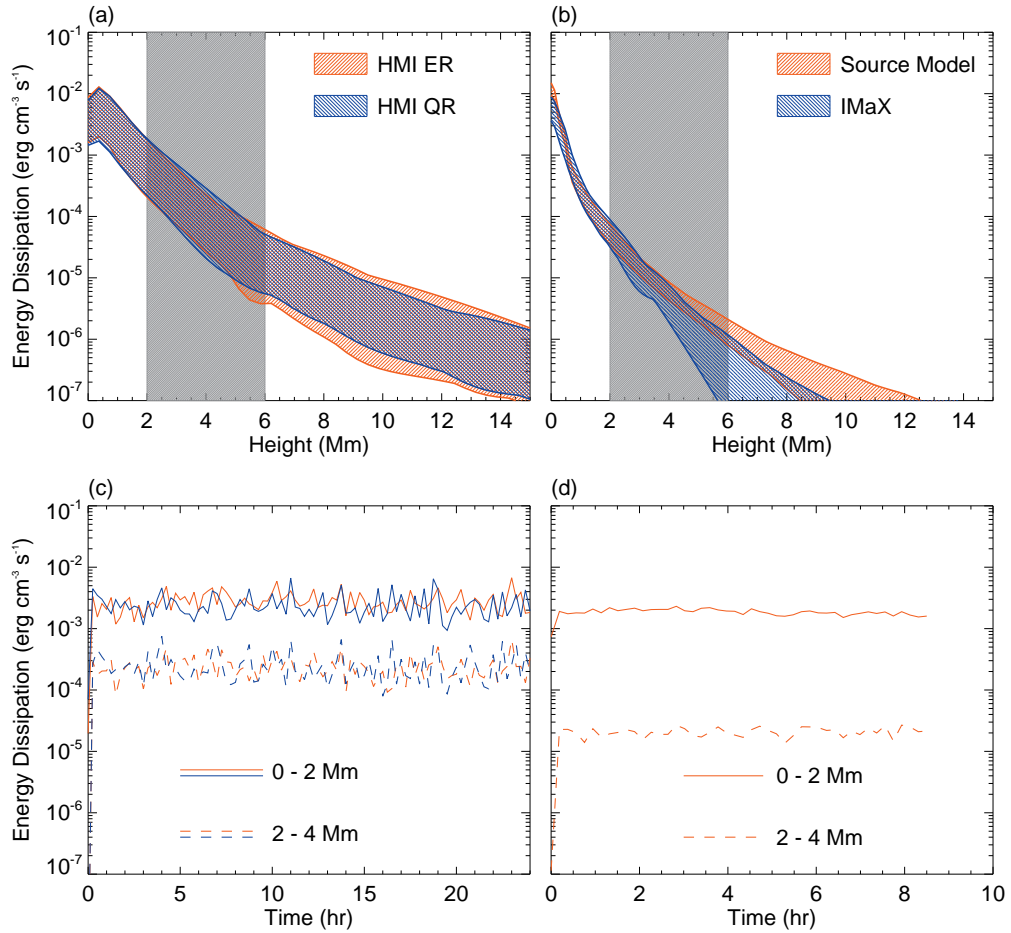 (a)
(b)
Energy Dissipation (erg cm⁻³ s⁻¹)
10⁻¹
10⁻²
10⁻³
10⁻⁴
10⁻⁵
10⁻⁶
10⁻⁷
HMI ER
HMI QR
Source Model
IMaX
0 2 4 6 8 10 12 14
Height (Mm)
0 2 4 6 8 10 12 14
Height (Mm)
(c)
(d)
Energy Dissipation (erg cm⁻³ s⁻¹)
10⁻¹
10⁻²
10⁻³
10⁻⁴
10⁻⁵
10⁻⁶
10⁻⁷
0 - 2 Mm
2 - 4 Mm
0 - 2 Mm
2 - 4 Mm
0 5 10 15 20
Time (hr)
0 2 4 6 8 10
Time (hr)